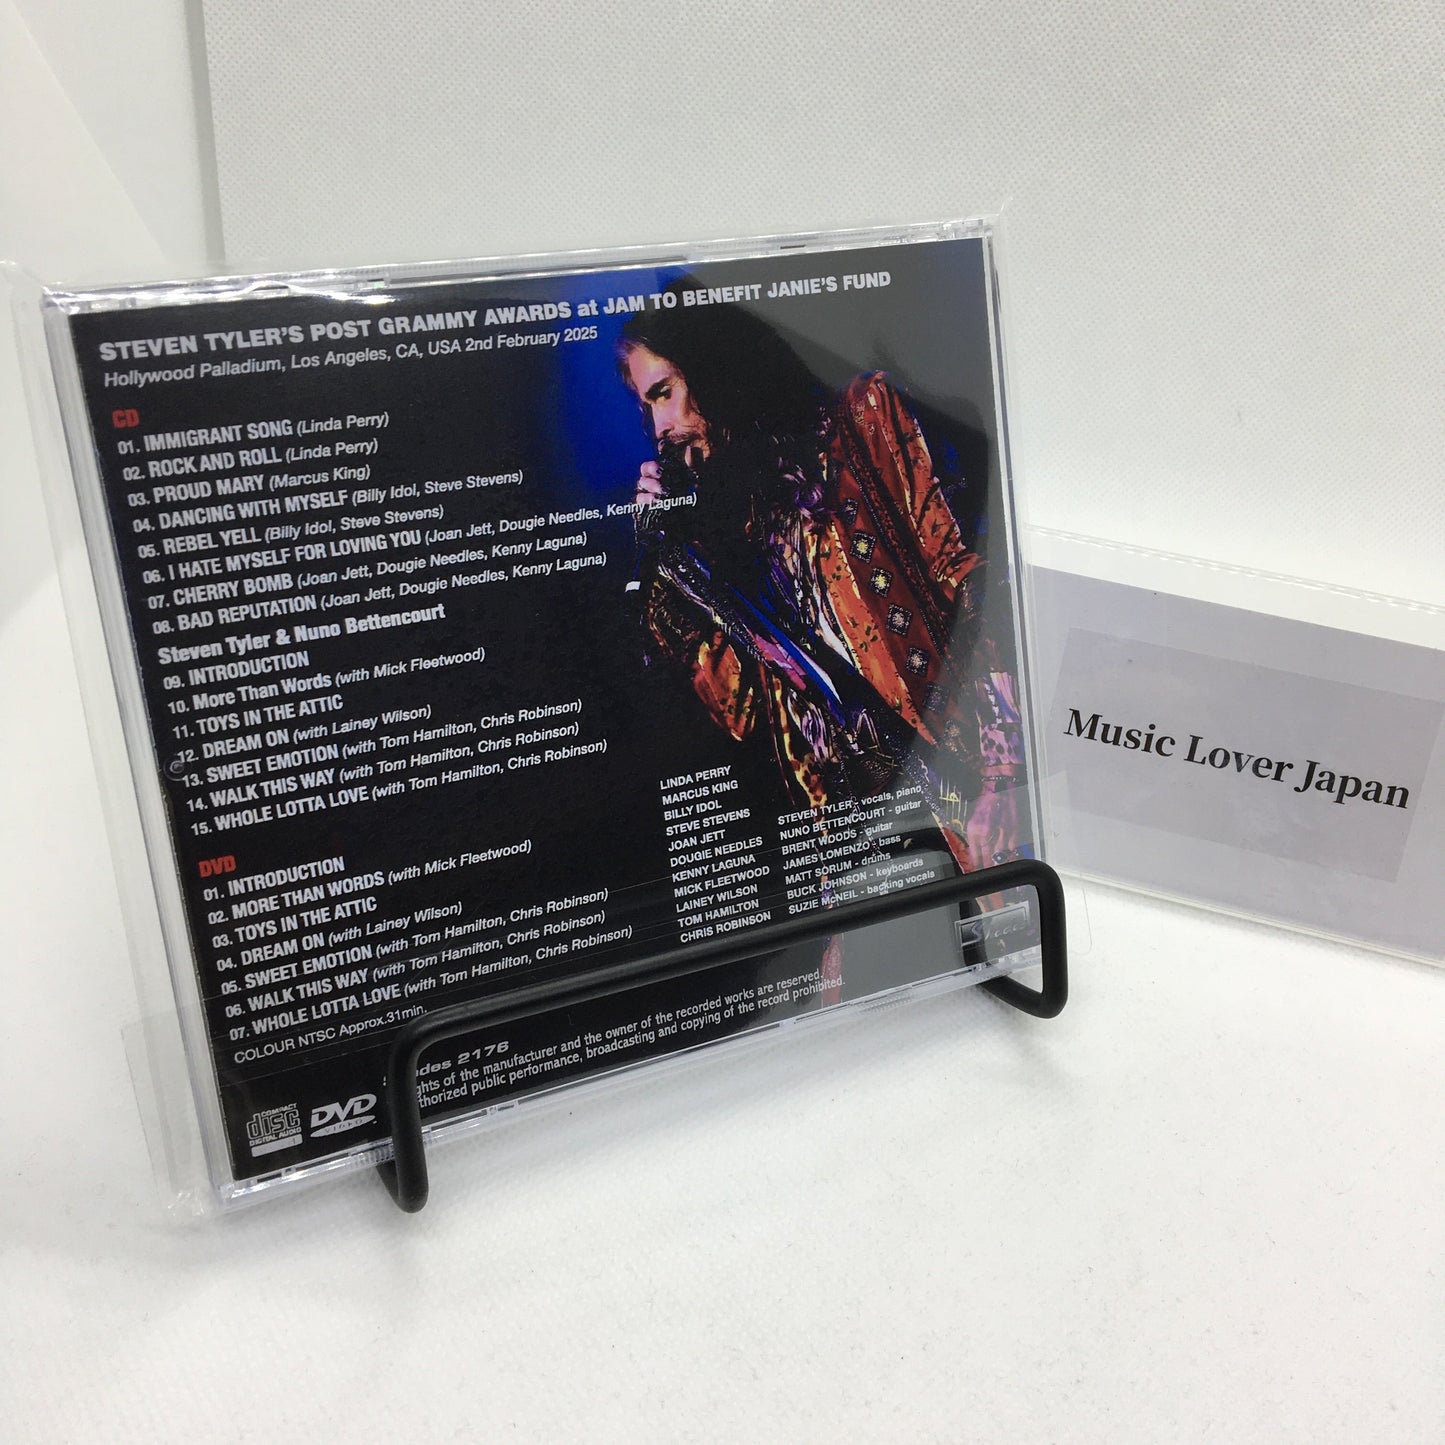 STEVEN TYLER'S POST GRAMMY AWARDS at JAM TO BENEFIT JANIE'S FUND
Hollywood Palladium, Los Angeles, CA, USA 2nd February 2025
CD
01. IMMIGRANT SONG (Linda Perry)
02. ROCK AND ROLL (Linda Perry)
03. PROUD MARY (Marcus King)
04. DANCING WITH MYSELF (Billy Idol, Steve Stevens)
05. REBEL YELL (Billy Idol, Steve Stevens)
06. I HATE MYSELF FOR LOVING YOU (Joan Jett, Dougie Needles, Kenny Laguna)
07. CHERRY BOMB (Joan Jett, Dougie Needles, Kenny Laguna)
08. BAD REPUTATION (Joan Jett, Dougie Needles, Kenny Laguna)
Steven Tyler & Nuno Bettencourt
09. INTRODUCTION
10. More Than Words (with Mick Fleetwood)
11. TOYS IN THE ATTIC
12. DREAM ON (with Lainey Wilson)
13. SWEET EMOTION (with Tom Hamilton, Chris Robinson)
14. WALK THIS WAY (with Tom Hamilton, Chris Robinson)
15. WHOLE LOTTA LOVE (with Tom Hamilton, Chris Robinson)
DVD
01. INTRODUCTION
02. MORE THAN WORDS (with Mick Fleetwood)
03. TOYS IN THE ATTIC
04. DREAM ON (with Lainey Wilson)
05. SWEET EMOTION (with Tom Hamilton, Chris Robinson)
06. WALK THIS WAY (with Tom Hamilton, Chris Robinson)
07. WHOLE LOTTA LOVE (with Tom Hamilton, Chris Robinson)
COLOUR NTSC Approx.31min.
LINDA PERRY
MARCUS KING
BILLY IDOL
STEVE STEVENS
JOAN JETT
DOUGIE NEEDLES
KENNY LAGUNA
MICK FLEETWOOD
LAINEY WILSON
TOM HAMILTON
CHRIS ROBINSON
STEVEN TYLER - vocals, piano,
NUNO BETTENCOURT - guitar
BRENT WOODS - guitar
JAMES LOMENZO - bass
MATT SORUM - drums
BUCK JOHNSON - keyboards
SUZIE McNEIL - backing vocals
2176
of the manufacturer and the owner of the recorded works are reserved.
public performance, broadcasting and copying of the record prohibited.
COMPACT
disc
DIGITAL AUDIO
DVD
VIDEO
Music Lover Japan